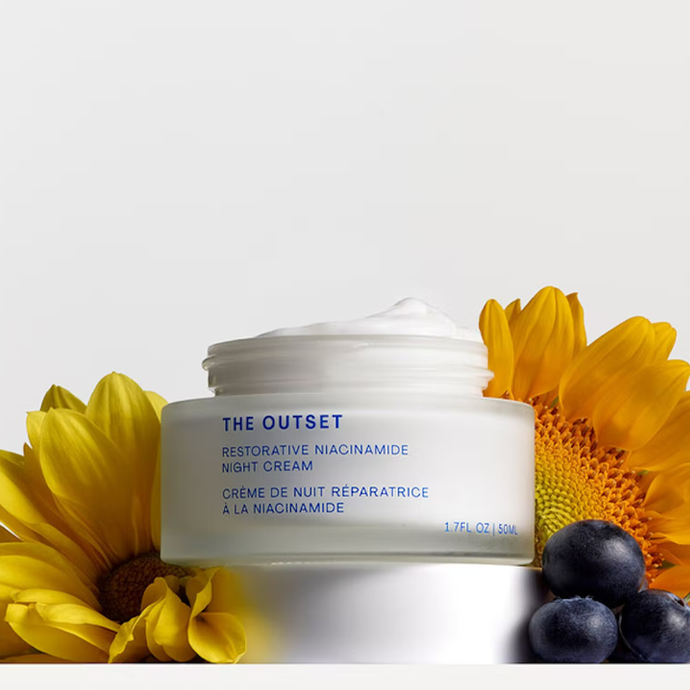 THE OUTSET
RESTORATIVE NIACINAMIDE
NIGHT CREAM
CRÈME DE NUIT RÉPARATRICE
À LA NIACINAMIDE
1.7FL OZ | 50ML